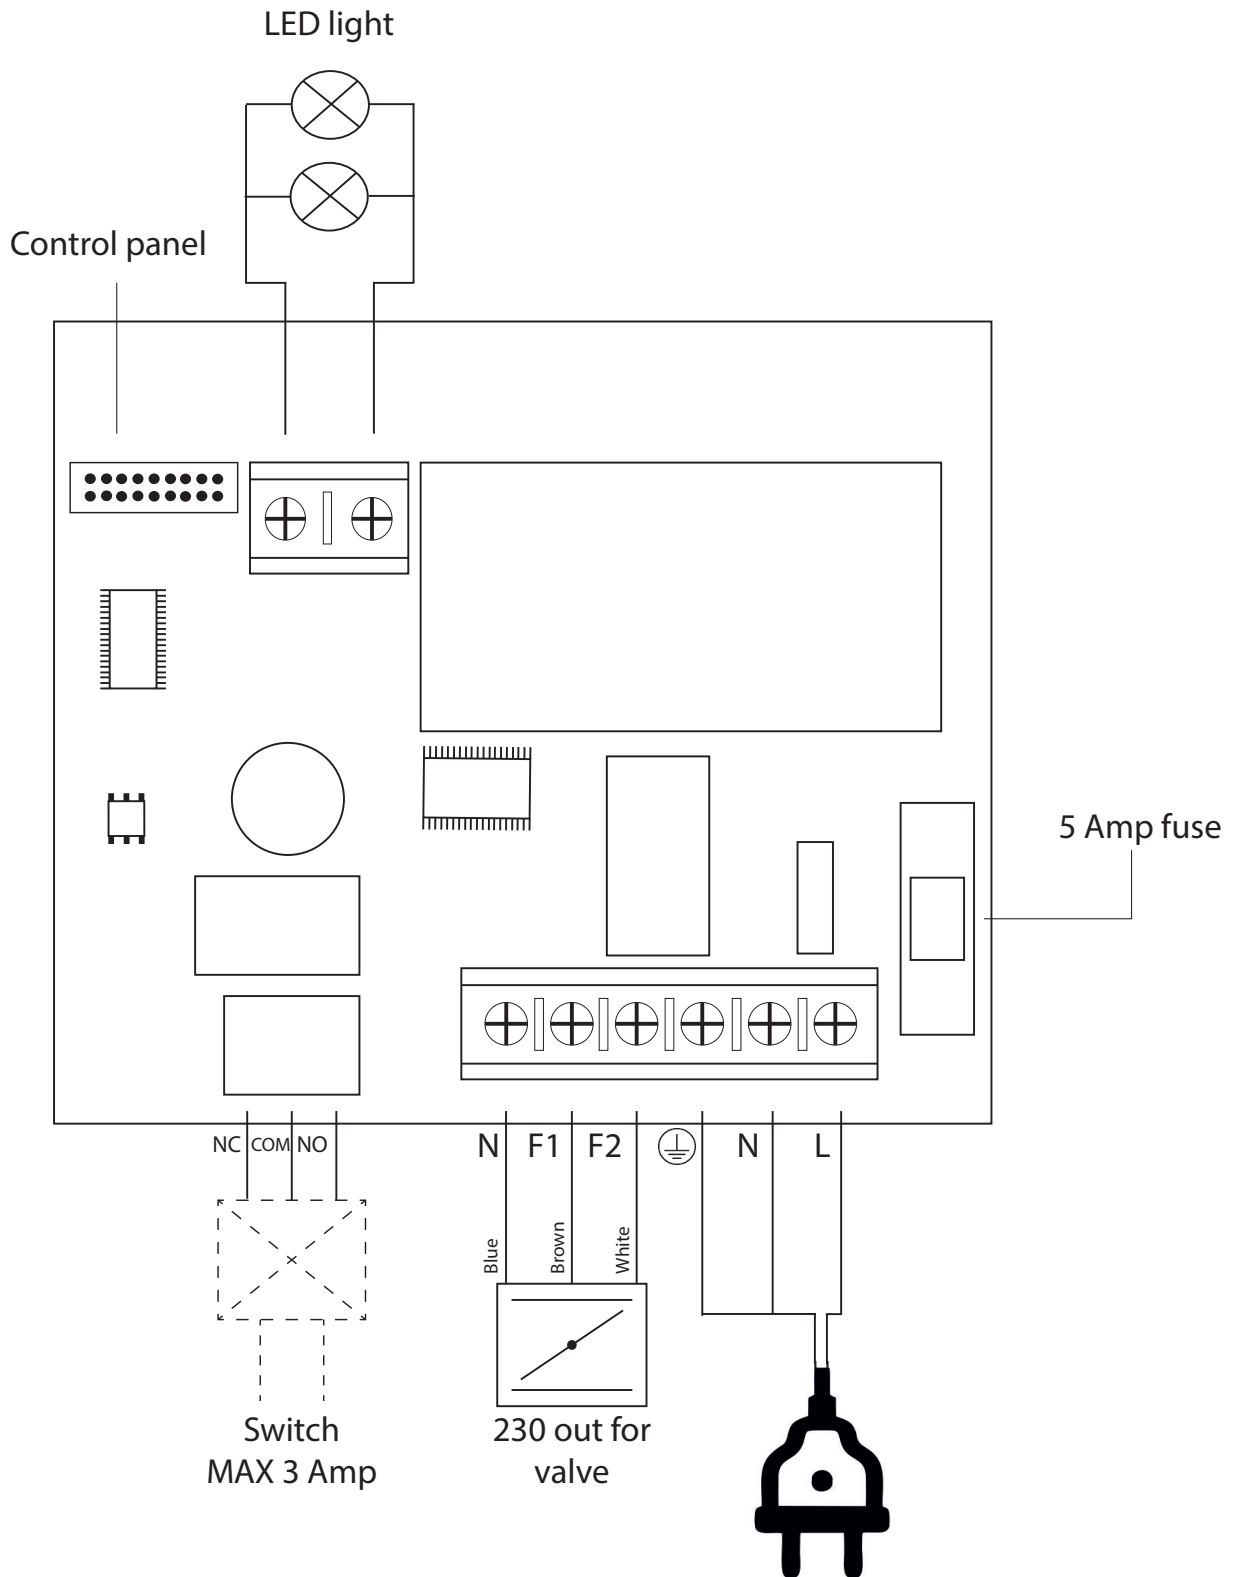 LED light
Control panel
5 Amp fuse
NC COM NO
N F1 F2 N L
Blue
Brown
White
Switch
MAX 3 Amp
230 out for
valve